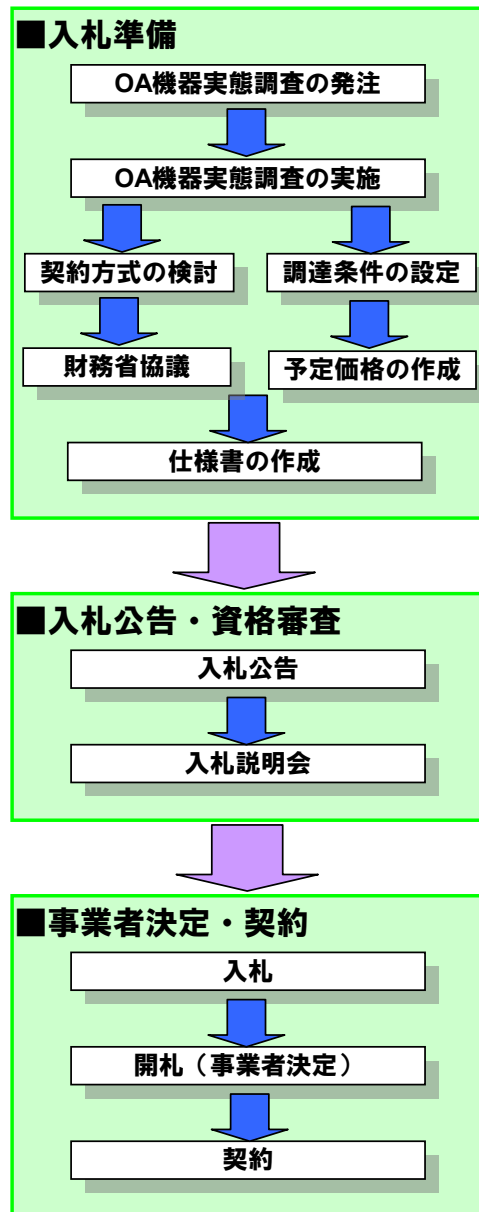 ■入札準備
OA機器実態調査の発注
OA機器実態調査の実施
契約方式の検討
調達条件の設定
財務省協議
予定価格の作成
仕様書の作成
■入札公告・資格審査
入札公告
入札説明会
■事業者決定・契約
入札
開札（事業者決定）
契約